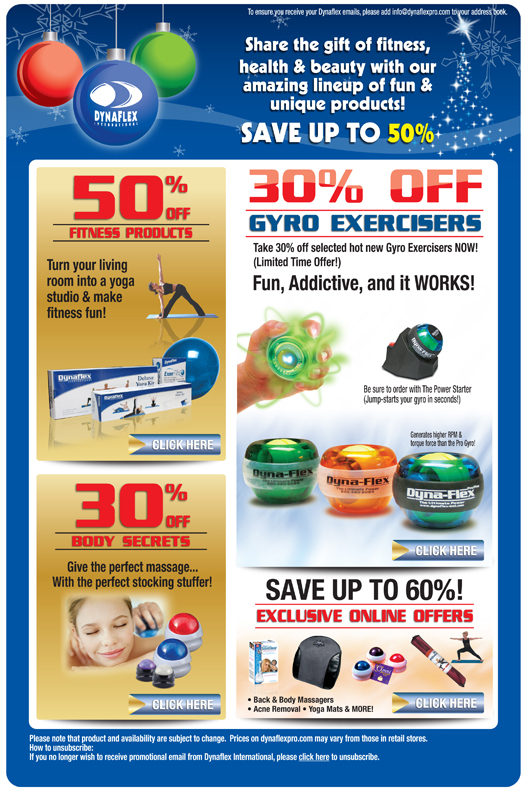 To ensure you receive your Dynaflex emails, please add info@dynaflexpro.com to your address book.
Share the gift of fitness,
health & beauty with our
amazing lineup of fun &
unique products!
SAVE UP TO 50%
DYNAFLEX
INTERNATIONAL
50% OFF
FITNESS PRODUCTS
Turn your living
room into a yoga
studio & make
fitness fun!
Dynaflex
Deluxe
Yoga Kit
Dynaflex
CLICK HERE
30% OFF
BODY SECRETS
Give the perfect massage...
With the perfect stocking stuffer!
CLICK HERE
30% OFF
GYRO EXERCISERS
Take 30% off selected hot new Gyro Exercisers NOW!
(Limited Time Offer!)
Fun, Addictive, and it WORKS!
Be sure to order with The Power Starter
(Jump-starts your gyro in seconds!)
Generates higher RPM &
torque force than the Pro Gyro!
Dyna-Flex
Dyna-Flex
Dyna-Flex
CLICK HERE
SAVE UP TO 60%!
EXCLUSIVE ONLINE OFFERS
• Back & Body Massagers
• Acne Removal • Yoga Mats & MORE!
CLICK HERE
Please note that product and availability are subject to change. Prices on dynaflexpro.com may vary from those in retail stores.
How to unsubscribe:
If you no longer wish to receive promotional email from Dynaflex International, please click here to unsubscribe.